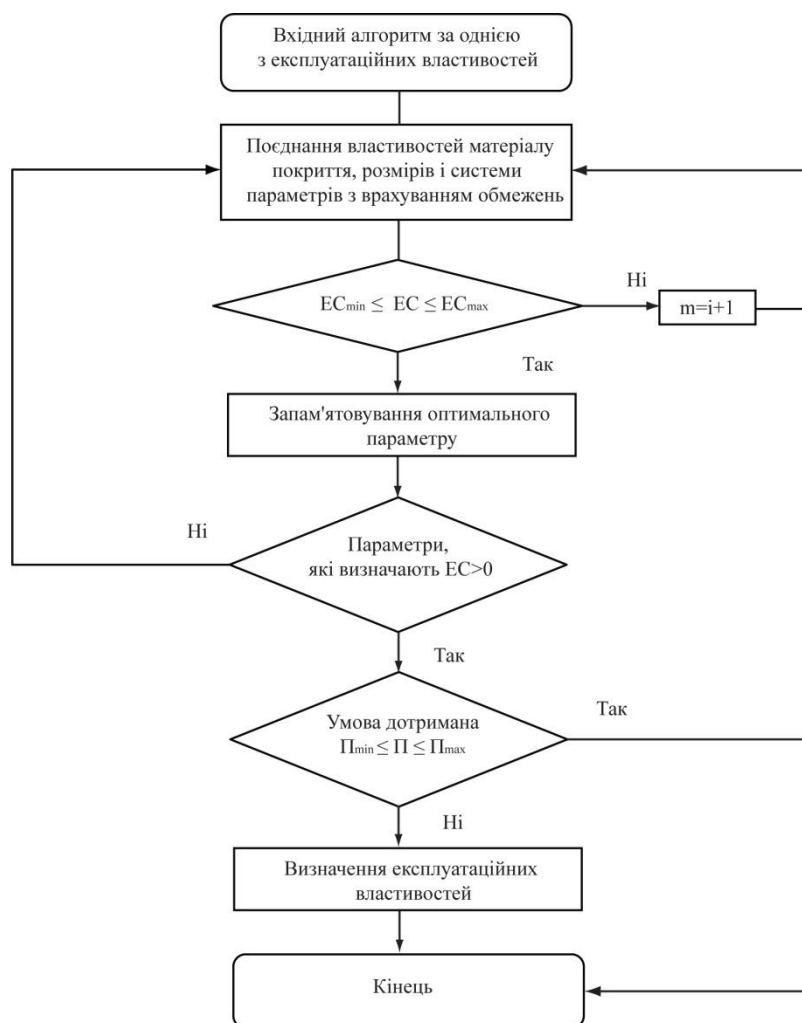 Вхідний алгоритм за однією
з експлуатаційних властивостей
Поєднання властивостей матеріалу
покриття, розмірів і системи
параметрів з врахуванням обмежень
ECmin ≤ EC ≤ ECmax
Ні
m=i+1
Так
Запам'ятовування оптимального
параметру
Ні
Параметри,
які визначають EC>0
Так
Умова дотримана
Пmin ≤ П ≤ Пmax
Так
Ні
Визначення експлуатаційних
властивостей
Кінець